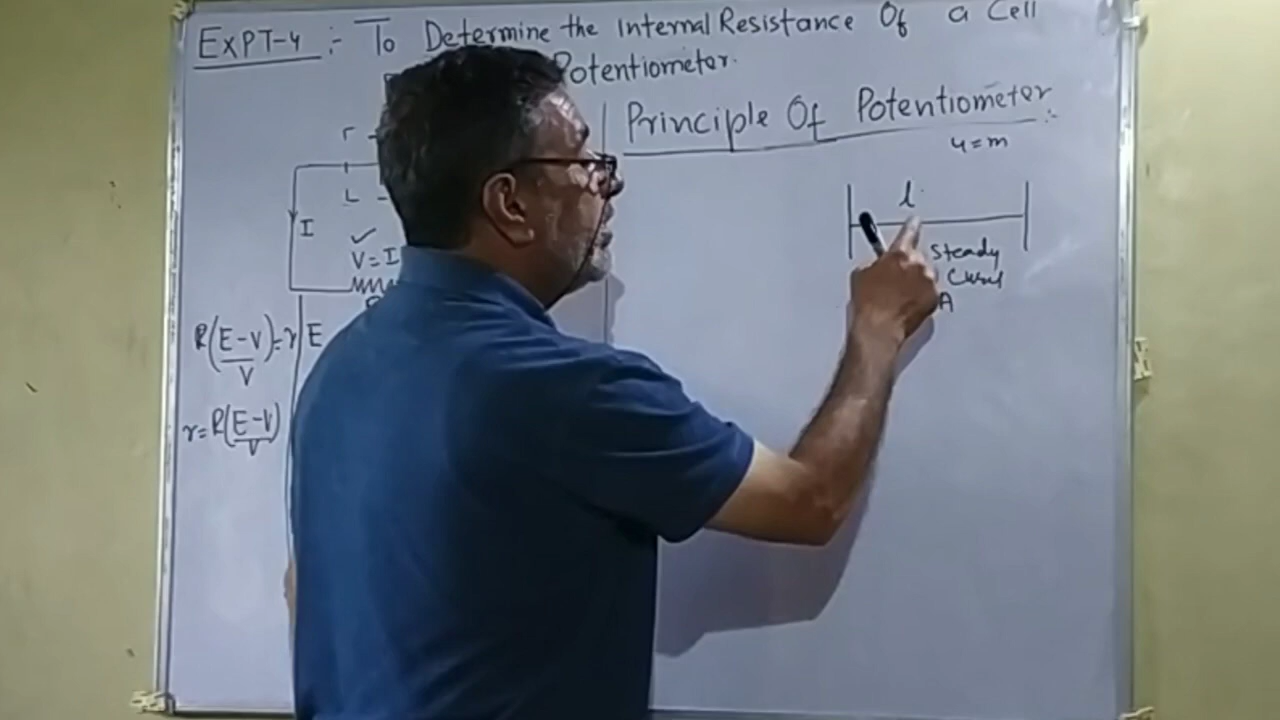 EXPT-4 :- To Determine the Internal Resistance Of a Cell
Potentiometer.
Principle Of Potentiometer :-
4=m
r
I
V=I
R(E-V)=r
V
E
r=R(E-V)
V
l
Steady
A